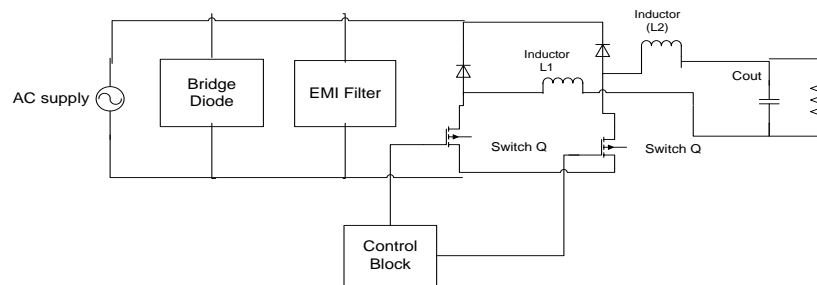 Inductor
(L2)
Inductor
L1
Bridge
Diode
EMI Filter
Cout
AC supply
Switch Q
Switch Q
Control
Block